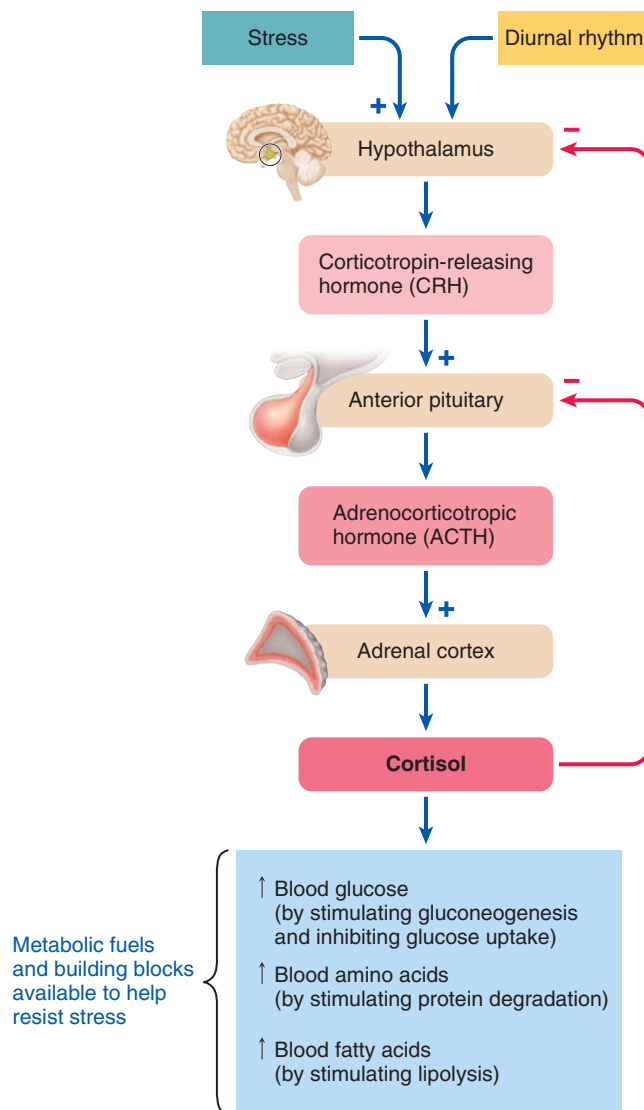 Stress
Diurnal rhythm
+
–
Hypothalamus
Corticotropin-releasing
hormone (CRH)
+
–
Anterior pituitary
Adrenocorticotropic
hormone (ACTH)
+
Adrenal cortex
Cortisol
↑ Blood glucose
(by stimulating gluconeogenesis
and inhibiting glucose uptake)
↑ Blood amino acids
(by stimulating protein degradation)
↑ Blood fatty acids
(by stimulating lipolysis)
Metabolic fuels
and building blocks
available to help
resist stress